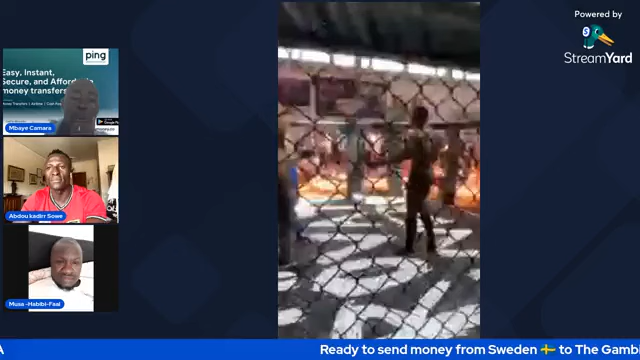 Powered by
StreamYard
ping
Easy, Instant,
Secure, and Afford
money transfers
Mbaye Camara
Abdou kadirr Sowe
Musa -Habibi-Faal
A Ready to send money from Sweden 🇸🇪 to The Gamb